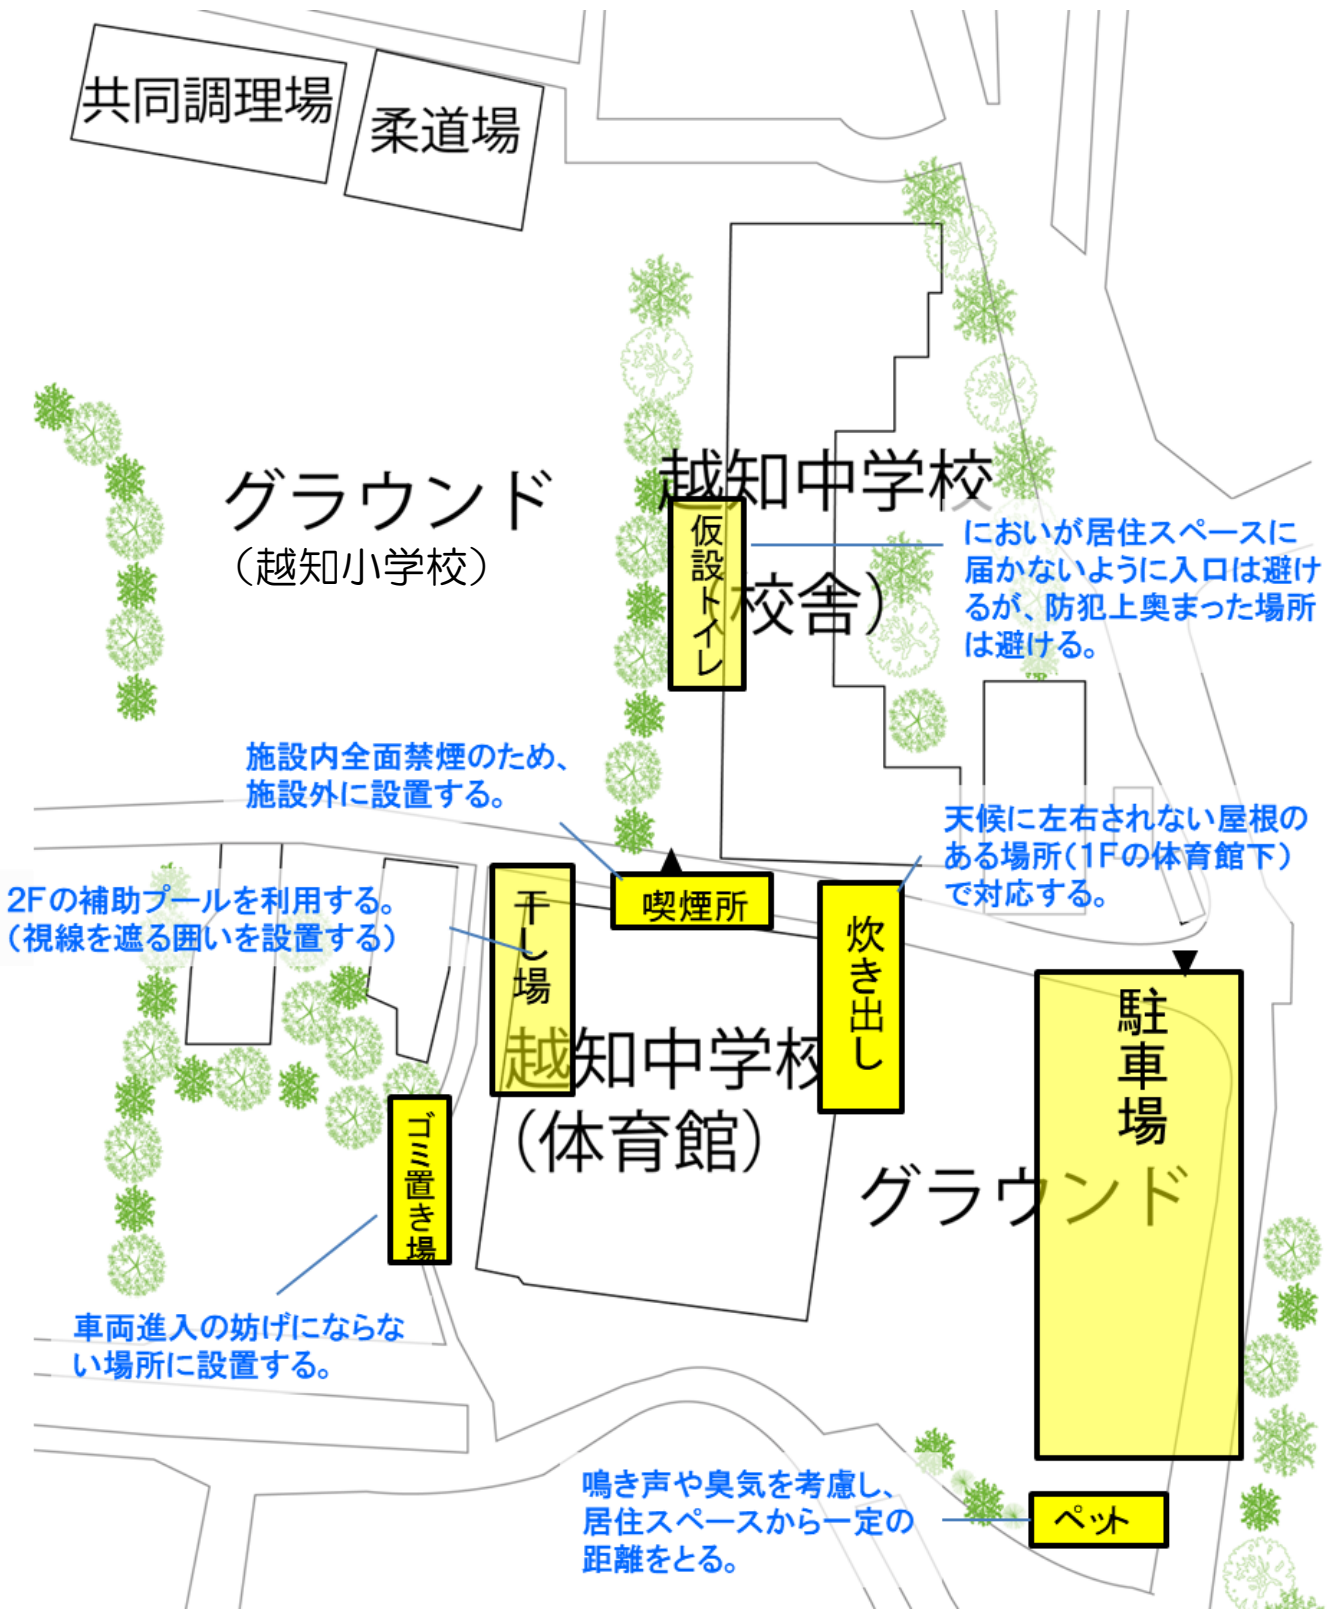 共同調理場
柔道場
グラウンド
（越知小学校）
越知中学校
（校舎）
仮設トイレ
においが居住スペースに
届かないように入口は避け
るが、防犯上奥まった場所
は避ける。
施設内全面禁煙のため、
施設外に設置する。
天候に左右されない屋根の
ある場所（1Fの体育館下）
で対応する。
2Fの補助プールを利用する。
（視線を遮る囲いを設置する）
干し場
喫煙所
炊き出し
駐車場
越知中学校
（体育館）
ゴミ置き場
グラウンド
車両進入の妨げにならな
い場所に設置する。
鳴き声や臭気を考慮し、
居住スペースから一定の
距離をとる。
ペット